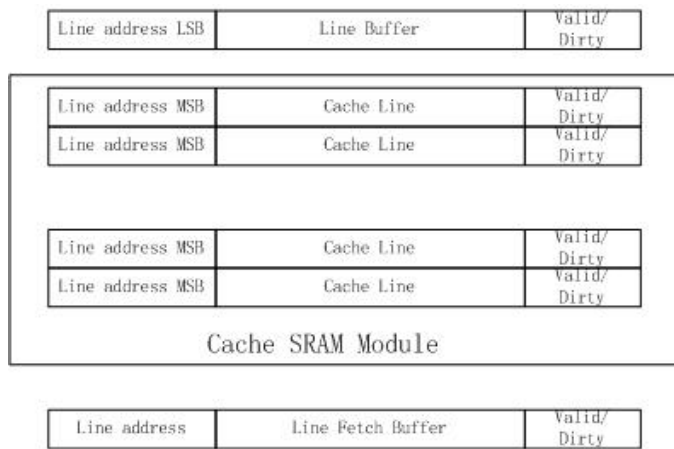 Line address LSB Line Buffer Valid/
Dirty
Line address MSB Cache Line Valid/
Dirty
Line address MSB Cache Line Valid/
Dirty
Line address MSB Cache Line Valid/
Dirty
Line address MSB Cache Line Valid/
Dirty
Cache SRAM Module
Line address Line Fetch Buffer Valid/
Dirty